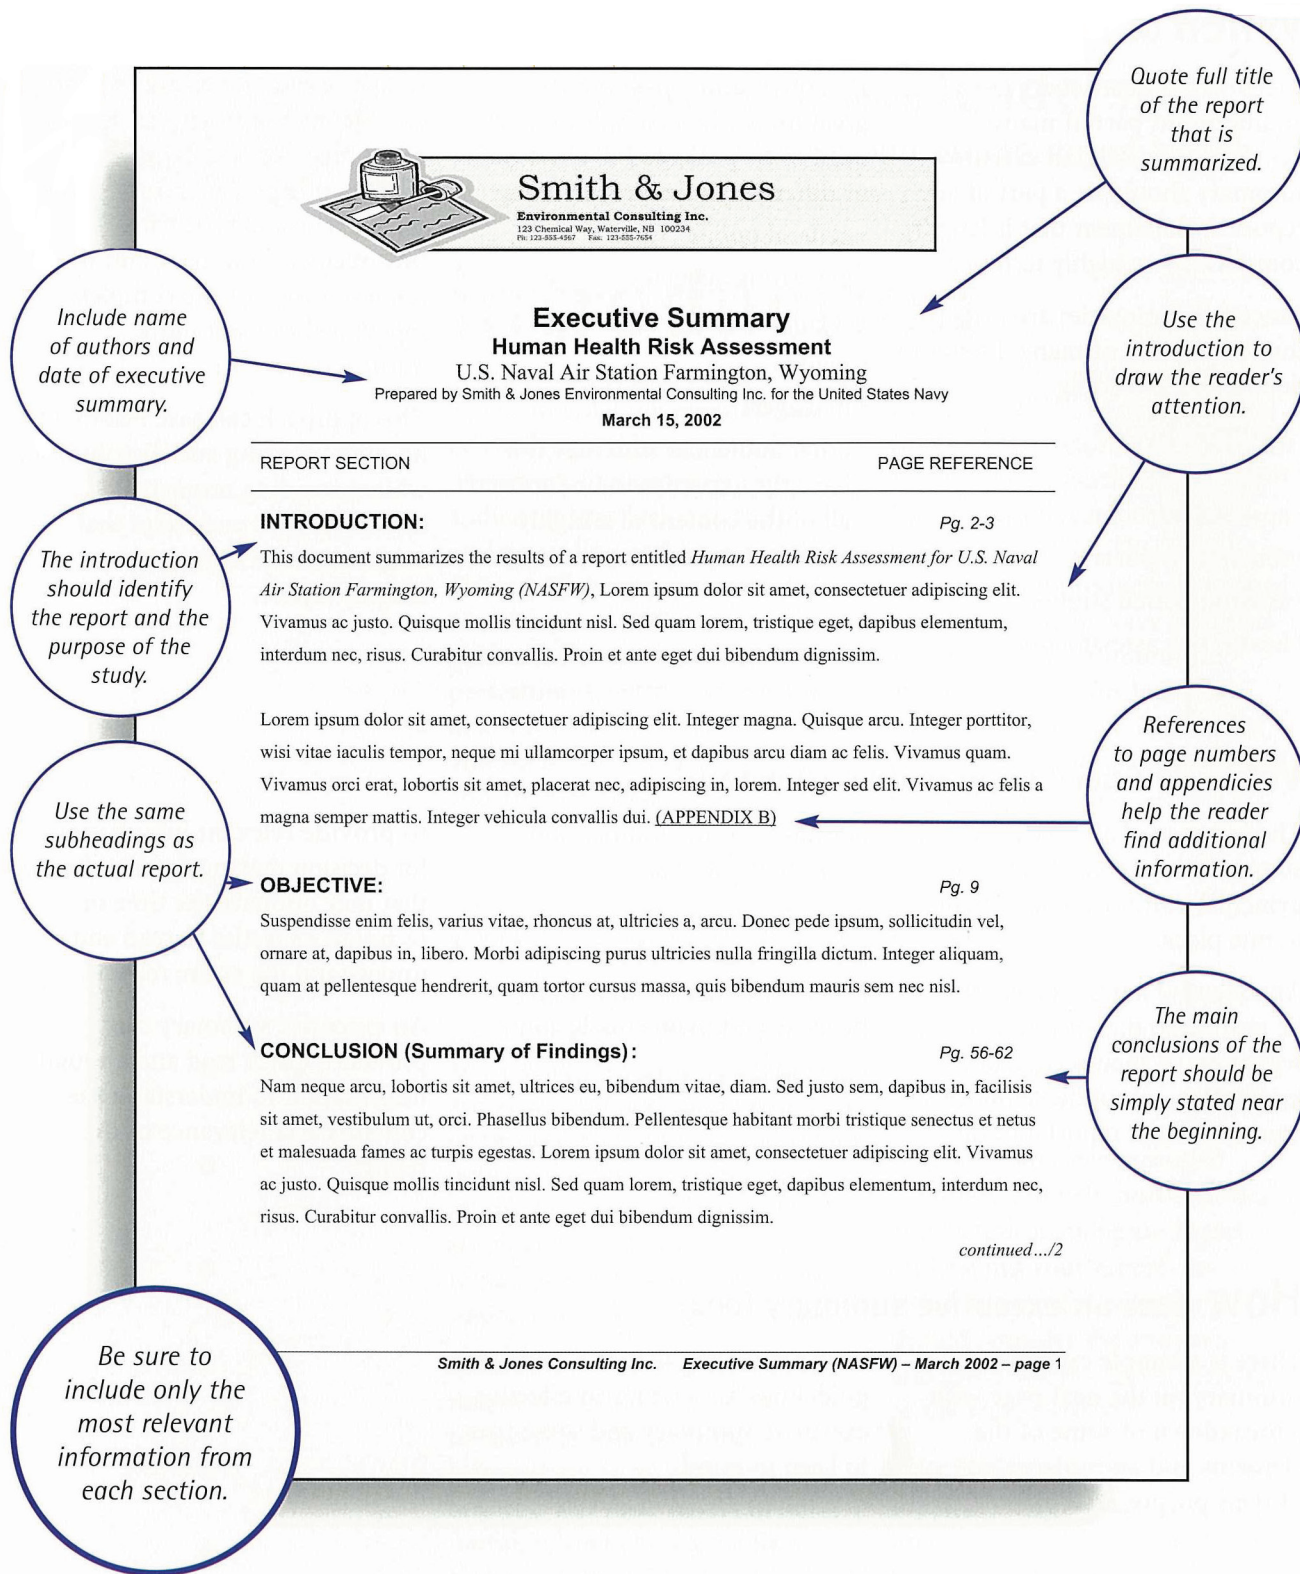 Quote full title
of the report
that is
summarized.
Smith & Jones
Environmental Consulting Inc.
123 Chemical Way, Waterville, NB 100234
Ph: 123-555-4567 Fax: 123-555-7654
Include name
of authors and
date of executive
summary.
Executive Summary
Human Health Risk Assessment
U.S. Naval Air Station Farmington, Wyoming
Prepared by Smith & Jones Environmental Consulting Inc. for the United States Navy
March 15, 2002
Use the
introduction to
draw the reader's
attention.
REPORT SECTION PAGE REFERENCE
The introduction
should identify
the report and the
purpose of the
study.
INTRODUCTION: Pg. 2-3
This document summarizes the results of a report entitled Human Health Risk Assessment for U.S. Naval
Air Station Farmington, Wyoming (NASFW), Lorem ipsum dolor sit amet, consectetuer adipiscing elit.
Vivamus ac justo. Quisque mollis tincidunt nisl. Sed quam lorem, tristique eget, dapibus elementum,
interdum nec, risus. Curabitur convallis. Proin et ante eget dui bibendum dignissim.
Lorem ipsum dolor sit amet, consectetuer adipiscing elit. Integer magna. Quisque arcu. Integer porttitor,
wisi vitae iaculis tempor, neque mi ullamcorper ipsum, et dapibus arcu diam ac felis. Vivamus quam.
Vivamus orci erat, lobortis sit amet, placerat nec, adipiscing in, lorem. Integer sed elit. Vivamus ac felis a
magna semper mattis. Integer vehicula convallis dui. (APPENDIX B)
References
to page numbers
and appendicies
help the reader
find additional
information.
Use the same
subheadings as
the actual report.
OBJECTIVE: Pg. 9
Suspendisse enim felis, varius vitae, rhoncus at, ultricies a, arcu. Donec pede ipsum, sollicitudin vel,
ornare at, dapibus in, libero. Morbi adipiscing purus ultricies nulla fringilla dictum. Integer aliquam,
quam at pellentesque hendrerit, quam tortor cursus massa, quis bibendum mauris sem nec nisl.
CONCLUSION (Summary of Findings): Pg. 56-62
Nam neque arcu, lobortis sit amet, ultrices eu, bibendum vitae, diam. Sed justo sem, dapibus in, facilisis
sit amet, vestibulum ut, orci. Phasellus bibendum. Pellentesque habitant morbi tristique senectus et netus
et malesuada fames ac turpis egestas. Lorem ipsum dolor sit amet, consectetuer adipiscing elit. Vivamus
ac justo. Quisque mollis tincidunt nisl. Sed quam lorem, tristique eget, dapibus elementum, interdum nec,
risus. Curabitur convallis. Proin et ante eget dui bibendum dignissim.
continued.../2
The main
conclusions of the
report should be
simply stated near
the beginning.
Be sure to
include only the
most relevant
information from
each section.
Smith & Jones Consulting Inc. Executive Summary (NASFW) – March 2002 – page 1